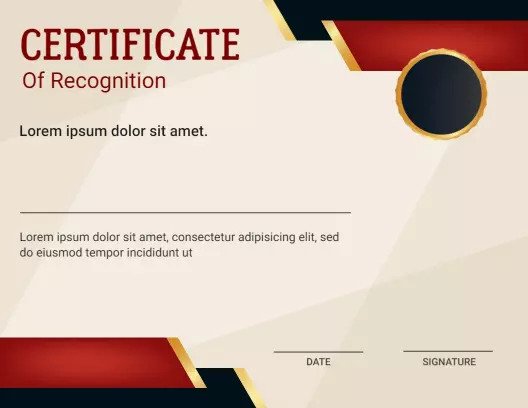 CERTIFICATE
Of Recognition
Lorem ipsum dolor sit amet.
Lorem ipsum dolor sit amet, consectetur adipisicing elit, sed
do eiusmod tempor incididunt ut
DATE
SIGNATURE